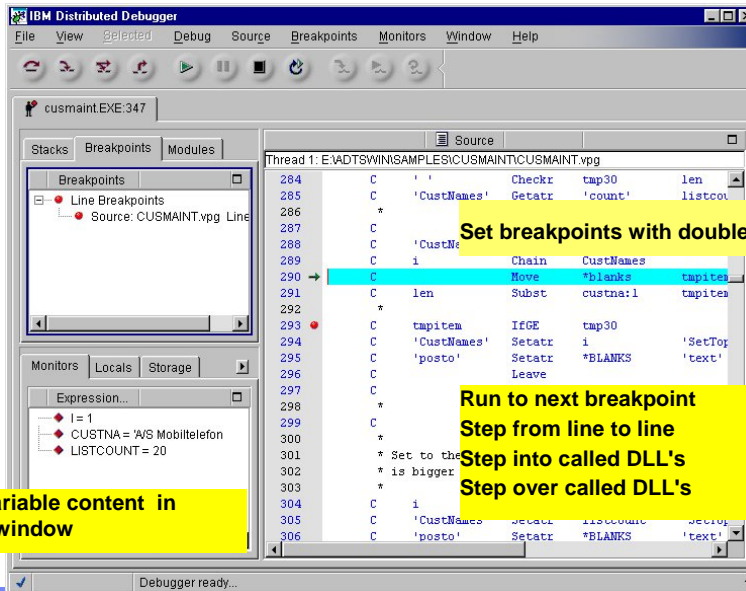 IBM Distributed Debugger
File View Selected Debug Source Breakpoints Monitors Window Help
cusmaint.EXE:347
Stacks Breakpoints Modules
Breakpoints
Line Breakpoints
Source: CUSMAINT.vpg Line
Monitors Locals Storage
Expression...
I = 1
CUSTNA = 'A/S Mobiltelefon
LISTCOUNT = 20
ariable content in
window
Source
Thread 1: E:\ADTSWIN\SAMPLES\CUSMAINT\CUSMAINT.vpg
284 C ' ' Checkr tmp30 len
285 C 'CustNames' Getatr 'count' listcou
286 *
287 C
288 C 'CustNa
289 C i Chain CustNames
290 C Move *blanks tmpitem
291 C len Subst custna:1 tmpitem
292 *
293 C tmpitem IfGE tmp30
294 C 'CustNames' Setatr i 'SetTop
295 C 'posto' Setatr *BLANKS 'text'
296 C Leave
297 C
298 *
299 C
300 *
301 * Set to the
302 * is bigger
303 *
304 C i
305 C 'CustNames' Setatr listcount 'SetTop
306 C 'posto' Setatr *BLANKS 'text'
Set breakpoints with double
Run to next breakpoint
Step from line to line
Step into called DLL's
Step over called DLL's
Debugger ready...